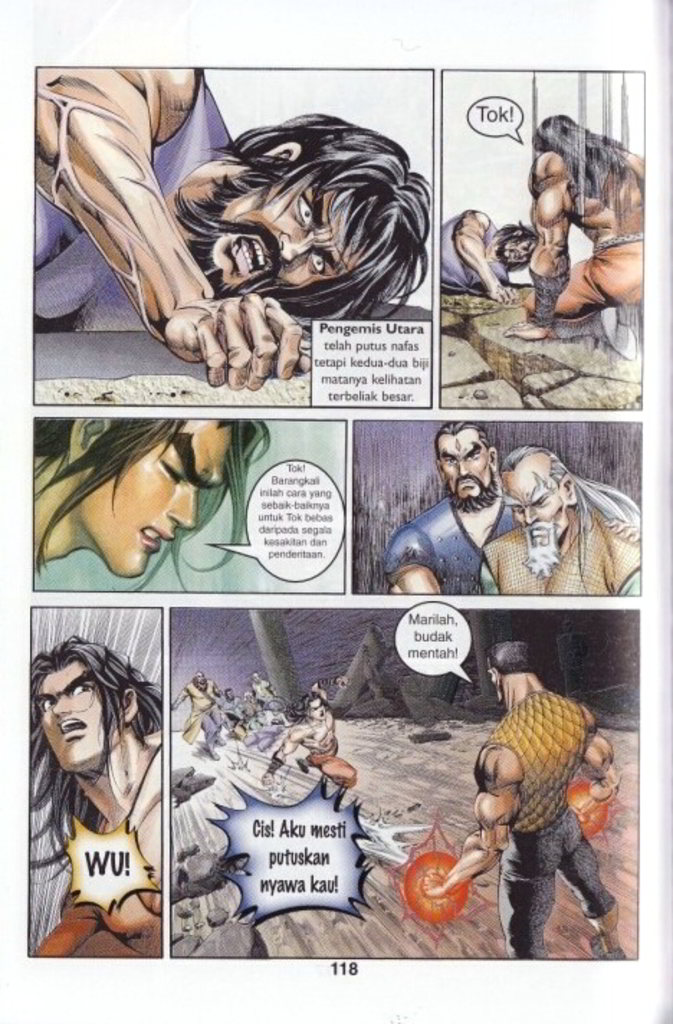 Pengemis Utara
telah putus nafas
tetapi kedua-dua biji
matanya kelihatan
terbeliak besar.
Tok!
Tok!
Barangkali
inilah cara yang
sebaik-baiknya
untuk Tok bebas
daripada segala
kesakitan dan
penderitaan.
WU!
Marilah,
budak
mentah!
Cis! Aku mesti
putuskan
nyawa kau!
118